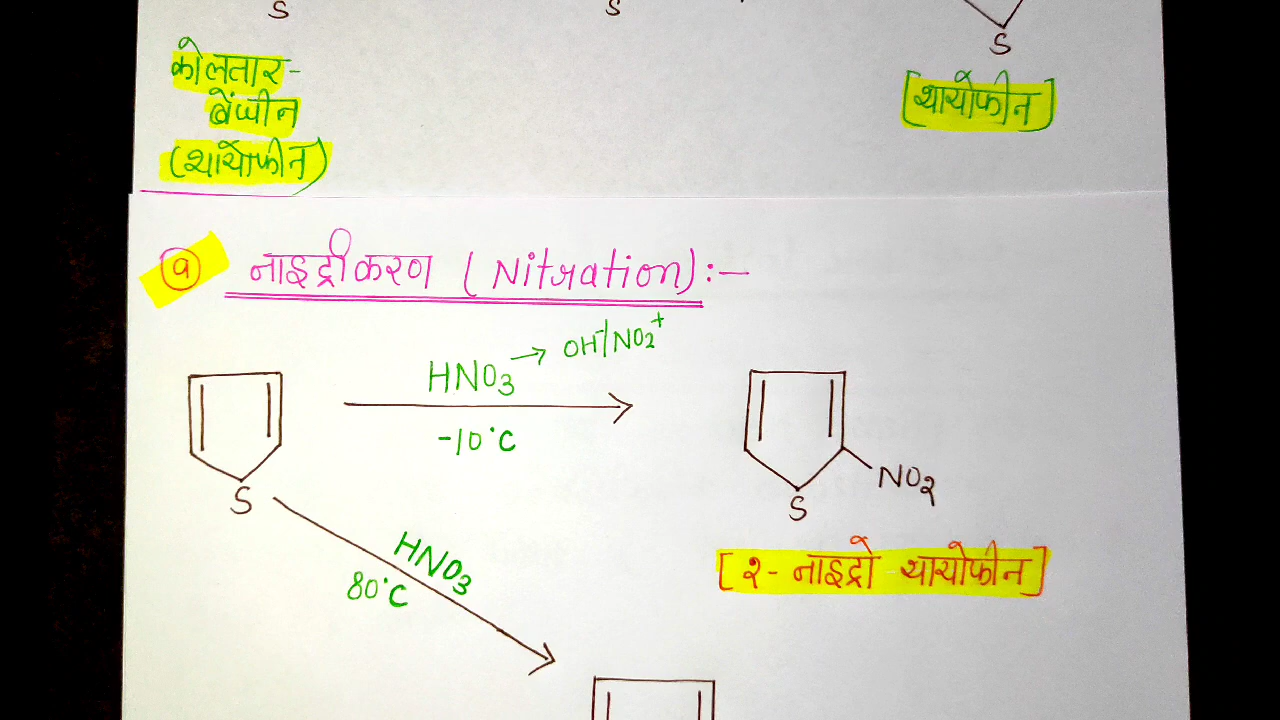 S S S
कोलतार-
बेंजीन
(थायोफीन)
[थायोफीन]
a नाइट्रीकरण (Nitration):-
HNO3 → OH-/NO2+
-10°C
S
S
NO2
[2- नाइट्रो थायोफीन]
HNO3
80°C